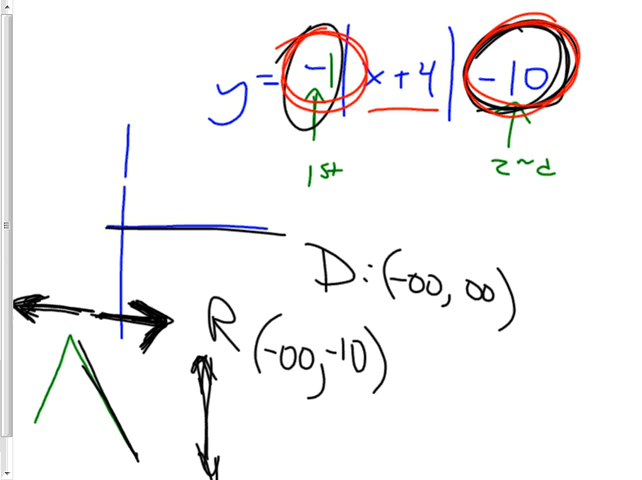 y = -1|x+4|-10
1st 2nd
D: (-∞, ∞)
R (-∞, -10)